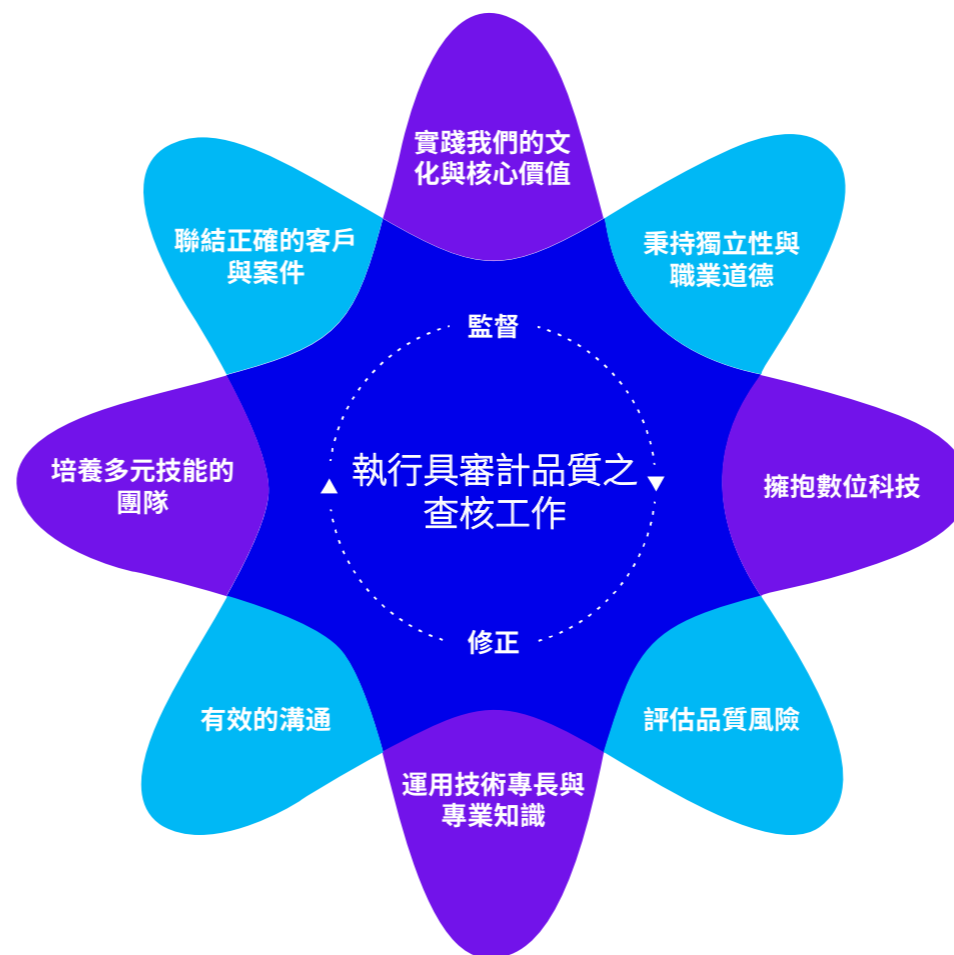 實踐我們的文
化與核心價值
聯結正確的客戶
與案件
秉持獨立性與
職業道德
監督
培養多元技能的
團隊
執行具審計品質之
查核工作
擁抱數位科技
修正
有效的溝通
評估品質風險
運用技術專長與
專業知識